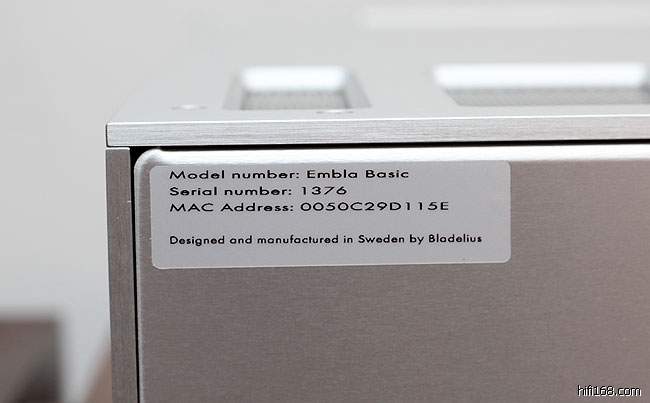 Model number: Embla Basic
Serial number: 1376
MAC Address: 0050C29D115E
Designed and manufactured in Sweden by Bladelius
hifi168.com